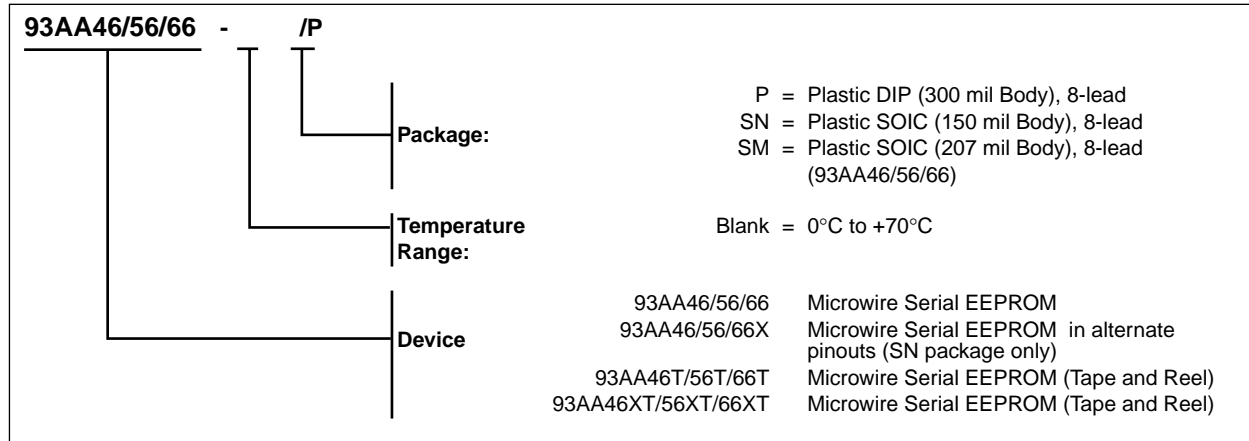 93AA46/56/66 - /P
Package:
P = Plastic DIP (300 mil Body), 8-lead
SN = Plastic SOIC (150 mil Body), 8-lead
SM = Plastic SOIC (207 mil Body), 8-lead
(93AA46/56/66)
Temperature
Range:
Blank = 0°C to +70°C
Device
93AA46/56/66 Microwire Serial EEPROM
93AA46/56/66X Microwire Serial EEPROM in alternate
pinouts (SN package only)
93AA46T/56T/66T Microwire Serial EEPROM (Tape and Reel)
93AA46XT/56XT/66XT Microwire Serial EEPROM (Tape and Reel)